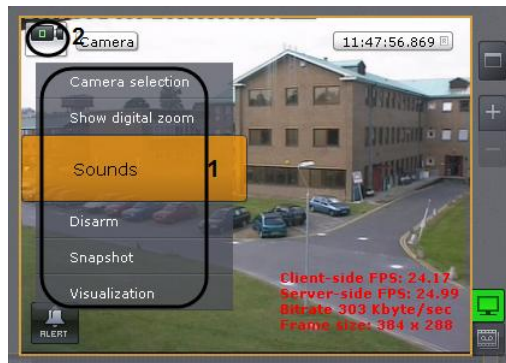 2
Camera
11:47:56.869
Camera selection
Show digital zoom
Sounds
1
Disarm
Snapshot
Visualization
Client-side FPS: 24.17
Server-side FPS: 24.99
Bitrate 303 Kbyte/sec
Frame size: 384 x 288
ALERT